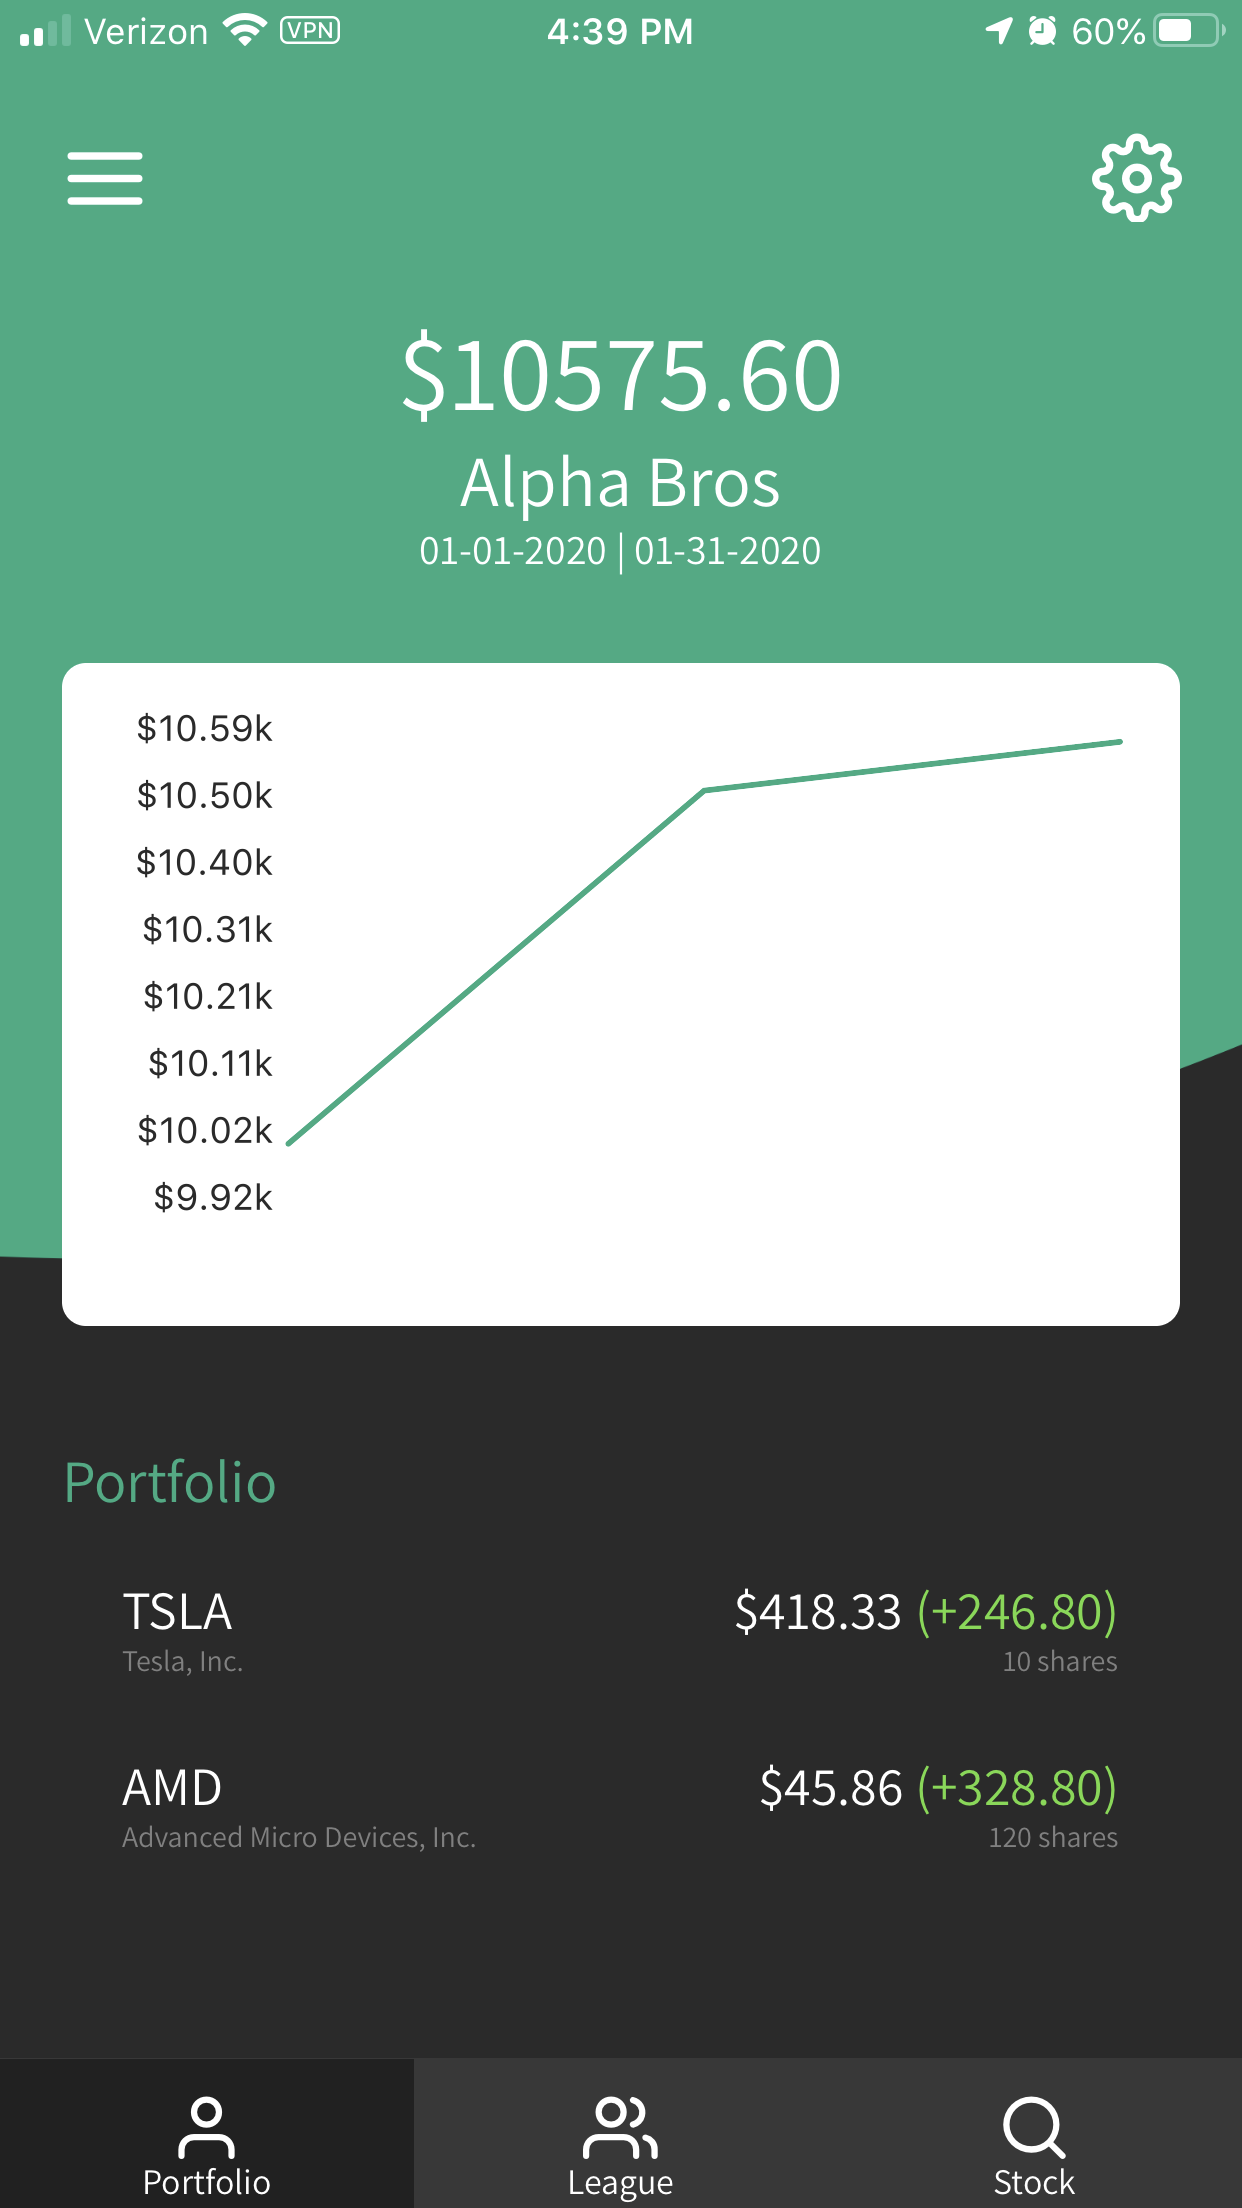 Verizon VPN 4:39 PM 60%
$10575.60
Alpha Bros
01-01-2020 | 01-31-2020
$10.59k
$10.50k
$10.40k
$10.31k
$10.21k
$10.11k
$10.02k
$9.92k
Portfolio
TSLA $418.33 (+246.80)
Tesla, Inc. 10 shares
AMD $45.86 (+328.80)
Advanced Micro Devices, Inc. 120 shares
Portfolio League Stock